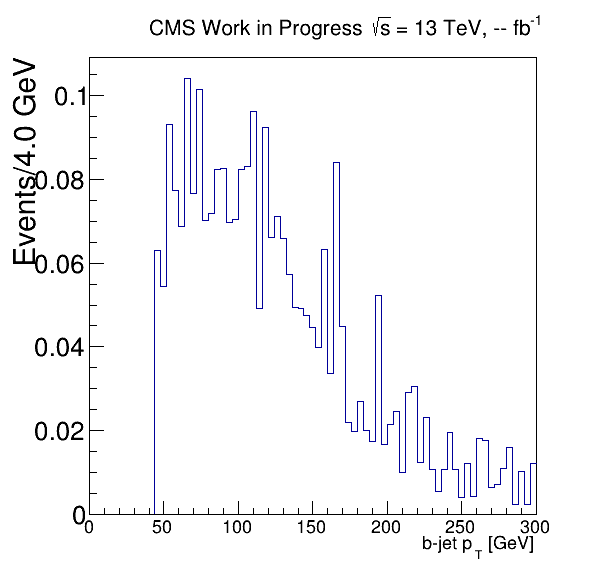 CMS Work in Progress √s = 13 TeV, -- fb⁻¹
Events/4.0 GeV
0.1
0.08
0.06
0.04
0.02
0
0 50 100 150 200 250 300
b-jet p_T [GeV]